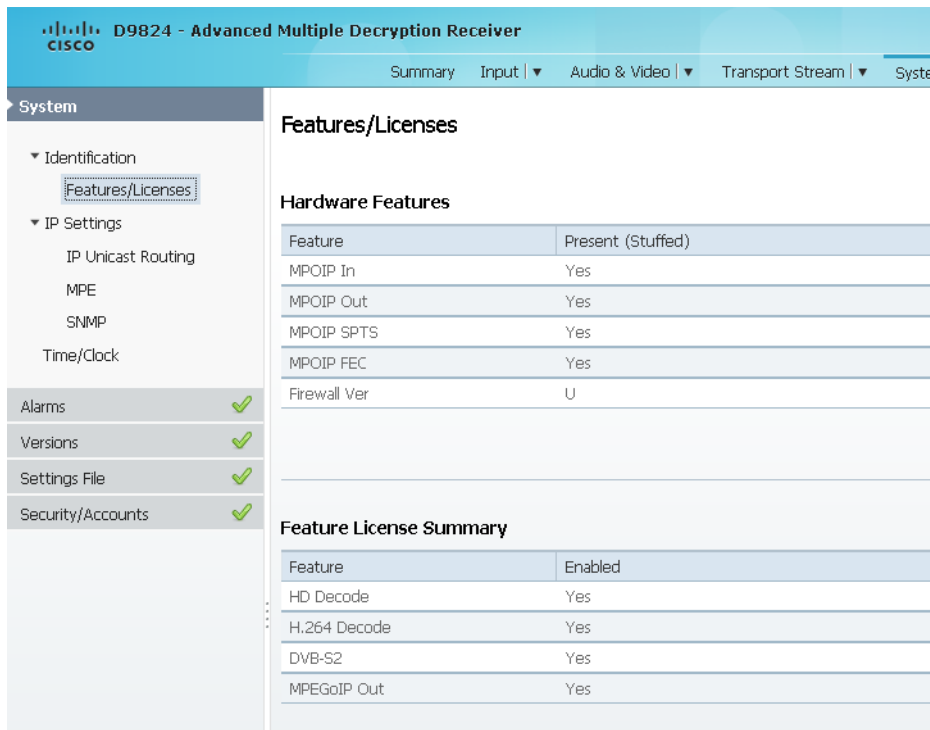 CISCO D9824 - Advanced Multiple Decryption Receiver
Summary Input | ▼ Audio & Video | ▼ Transport Stream | ▼ Syste
System
Identification
Features/Licenses
IP Settings
IP Unicast Routing
MPE
SNMP
Time/Clock
Alarms
Versions
Settings File
Security/Accounts
Features/Licenses
Hardware Features
Feature Present (Stuffed)
MPOIP In Yes
MPOIP Out Yes
MPOIP SPTS Yes
MPOIP FEC Yes
Firewall Ver U
Feature License Summary
Feature Enabled
HD Decode Yes
H.264 Decode Yes
DVB-S2 Yes
MPEGoIP Out Yes